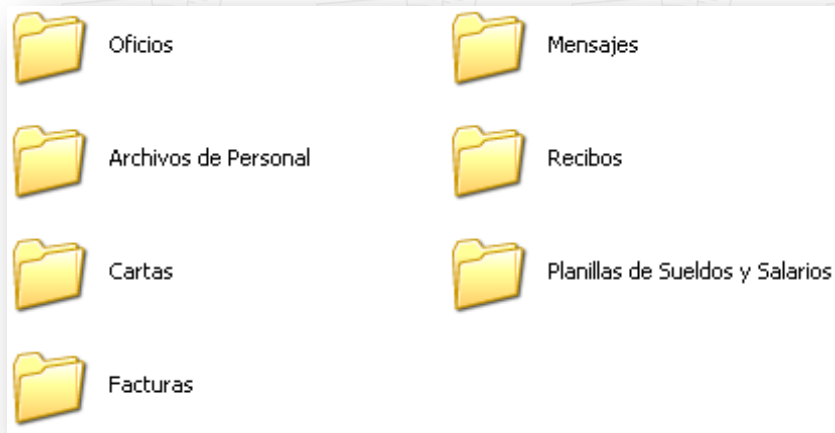 Oficios
Mensajes
Archivos de Personal
Recibos
Cartas
Planillas de Sueldos y Salarios
Facturas